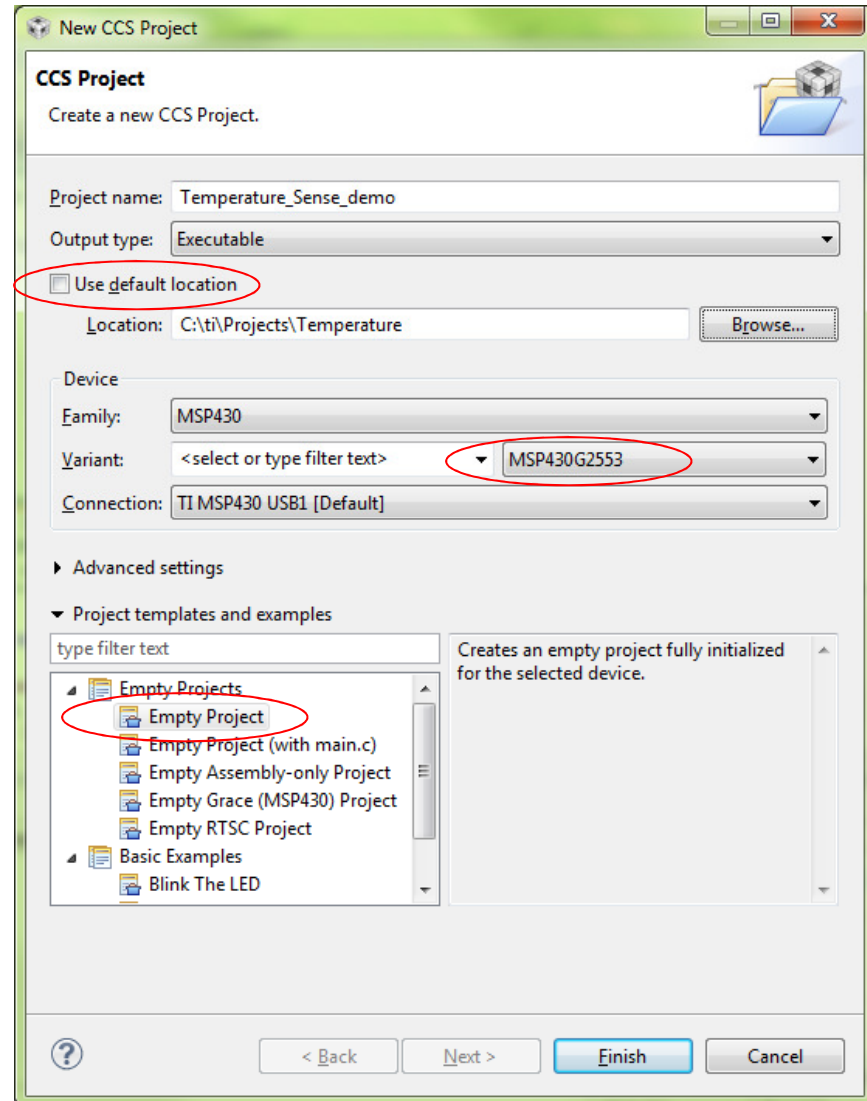 New CCS Project
CCS Project
Create a new CCS Project.
Project name: Temperature_Sense_demo
Output type: Executable
Use default location
Location: C:\ti\Projects\Temperature Browse...
Device
Family: MSP430
Variant: <select or type filter text> MSP430G2553
Connection: TI MSP430 USB1 [Default]
Advanced settings
Project templates and examples
type filter text
Empty Projects
Empty Project
Empty Project (with main.c)
Empty Assembly-only Project
Empty Grace (MSP430) Project
Empty RTSC Project
Basic Examples
Blink The LED
Creates an empty project fully initialized
for the selected device.
? < Back Next > Finish Cancel